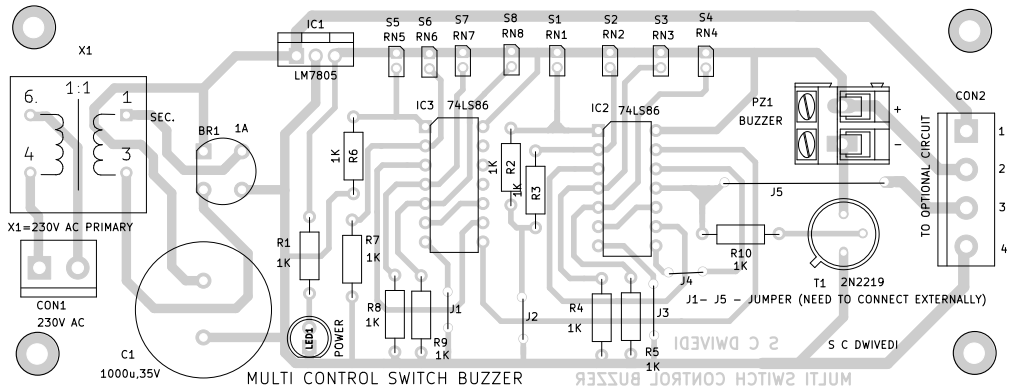 IC1
S5 S6 S7 S8 S1 S2 S3 S4
RN5 RN6 RN7 RN8 RN1 RN2 RN3 RN4
X1
LM7805
6. 1:1 1
SEC.
4 3
BR1 1A
IC3 74LS86
IC2 74LS86
PZ1
BUZZER
+
−
CON2
1
2
3
4
TO OPTIONAL CIRCUIT
R6
1K
R2
1K
R3
1K
J5
X1=230V AC PRIMARY
R1
1K
R7
1K
R10
1K
T1 2N2219
J4
J1– J5 – JUMPER (NEED TO CONNECT EXTERNALLY)
CON1
230V AC
R8
1K
R9
1K
J1
J2
R4
1K
J3
R5
1K
LED1
POWER
C1
1000u,35V
S C DWIVEDI
S C DWIVEDI
MULTI CONTROL SWITCH BUZZER
MULTI SWITCH CONTROL BUZZER